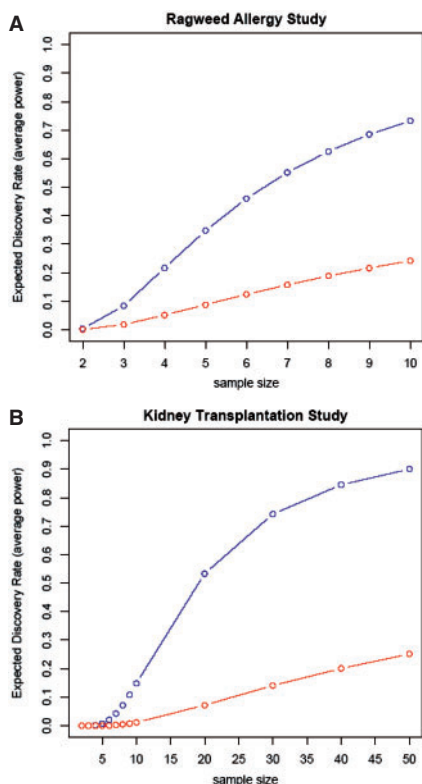 A
Ragweed Allergy Study
Expected Discovery Rate (average power)
1.0
0.9
0.8
0.7
0.6
0.5
0.4
0.3
0.2
0.1
0.0
2 3 4 5 6 7 8 9 10
sample size
B
Kidney Transplantation Study
Expected Discovery Rate (average power)
1.0
0.9
0.8
0.7
0.6
0.5
0.4
0.3
0.2
0.1
0.0
5 10 15 20 25 30 35 40 45 50
sample size